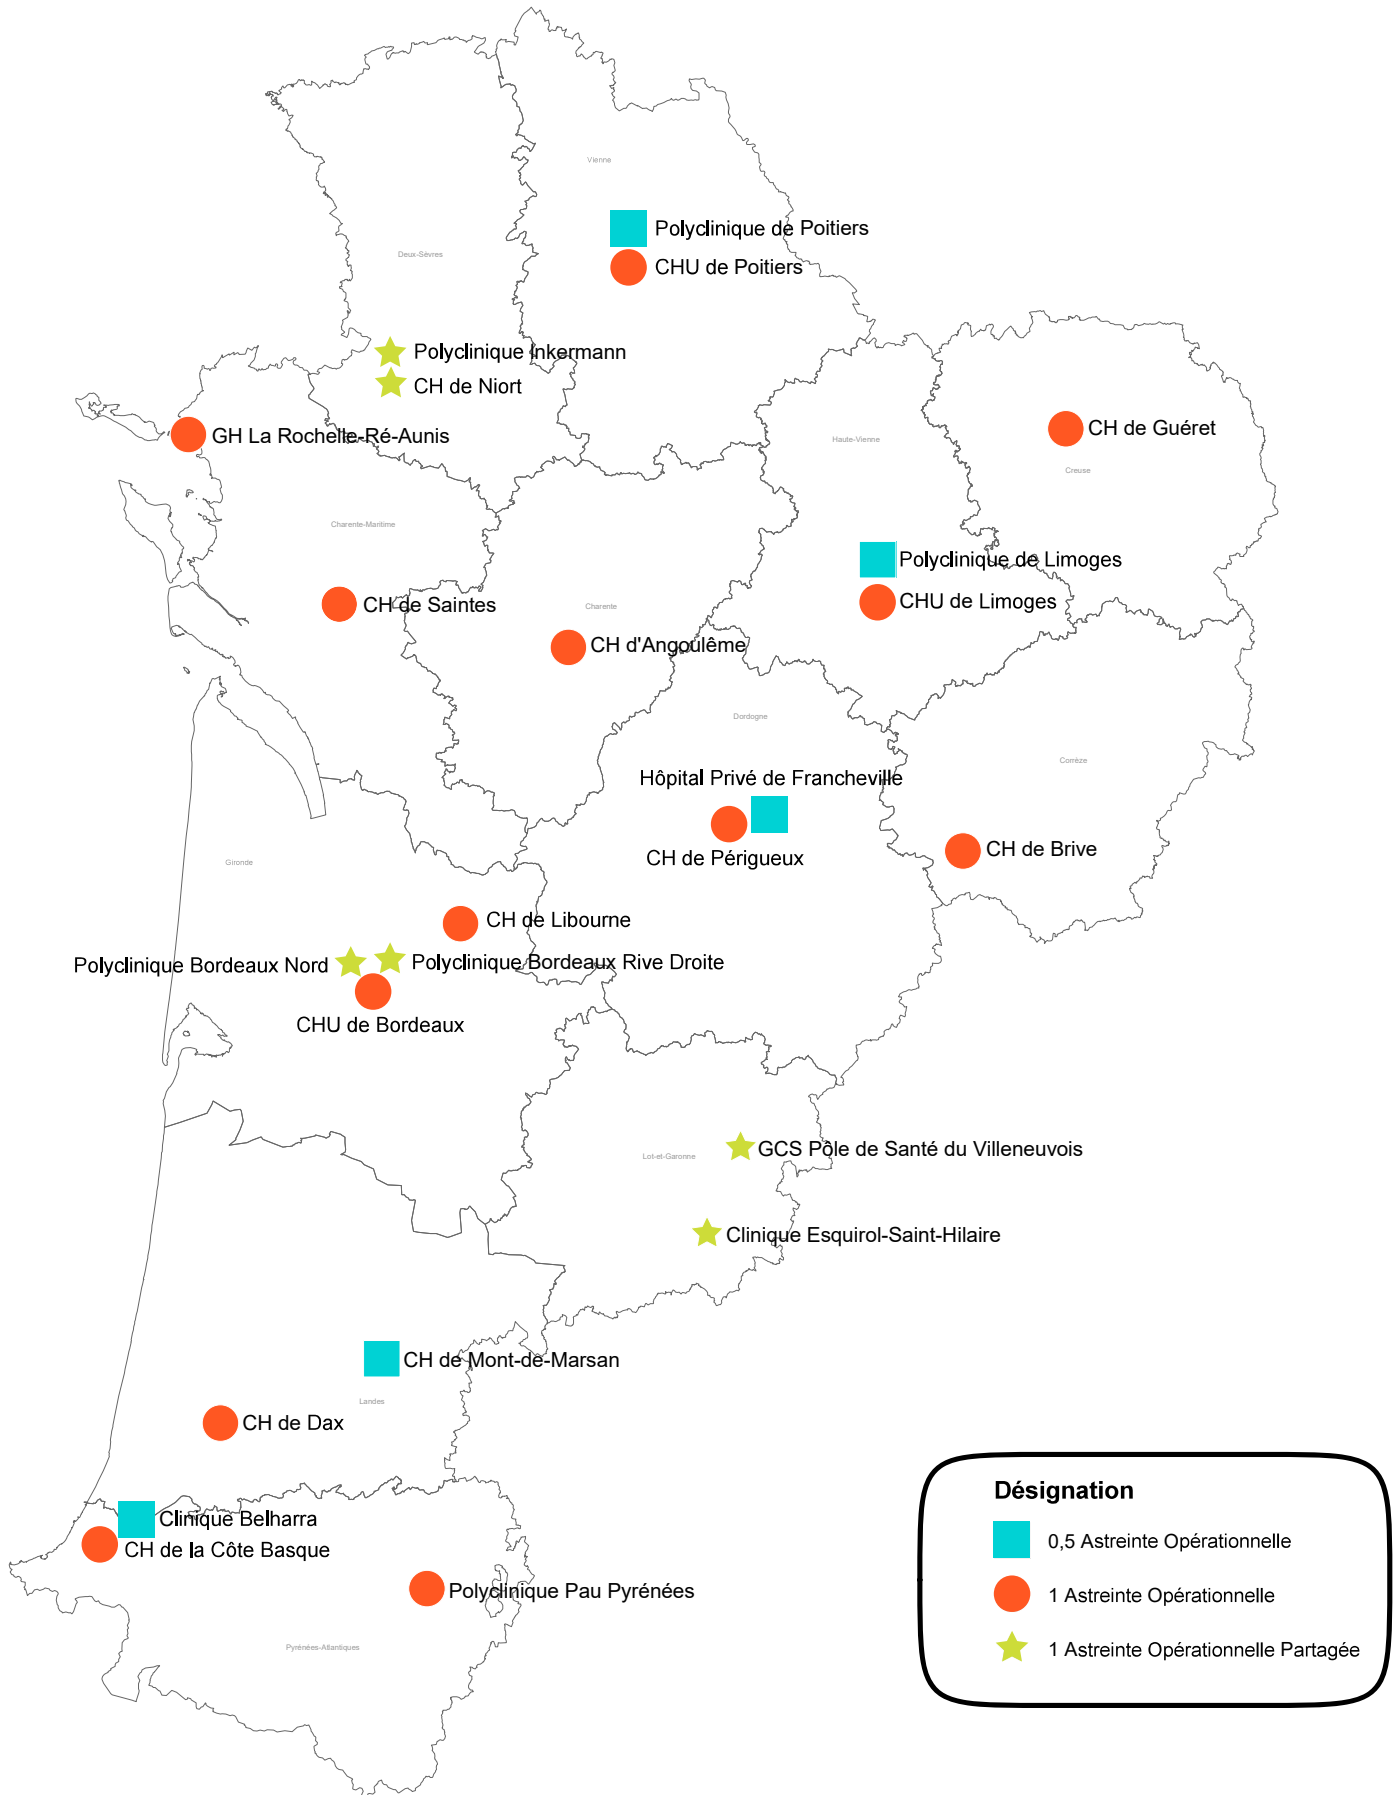 Vienne
Polyclinique de Poitiers
CHU de Poitiers
Deux-Sèvres
Polyclinique Inkermann
CH de Niort
GH La Rochelle-Ré-Aunis
CH de Guéret
Haute-Vienne
Creuse
Charente-Maritime
Polyclinique de Limoges
CHU de Limoges
CH de Saintes
Charente
CH d'Angoulême
Dordogne
Corrèze
Hôpital Privé de Francheville
CH de Périgueux
CH de Brive
Gironde
CH de Libourne
Polyclinique Bordeaux Nord
Polyclinique Bordeaux Rive Droite
CHU de Bordeaux
GCS Pôle de Santé du Villeneuvois
Lot-et-Garonne
Clinique Esquirol-Saint-Hilaire
CH de Mont-de-Marsan
Landes
CH de Dax
Clinique Belharra
CH de la Côte Basque
Polyclinique Pau Pyrénées
Pyrénées-Atlantiques
Désignation
0,5 Astreinte Opérationnelle
1 Astreinte Opérationnelle
1 Astreinte Opérationnelle Partagée